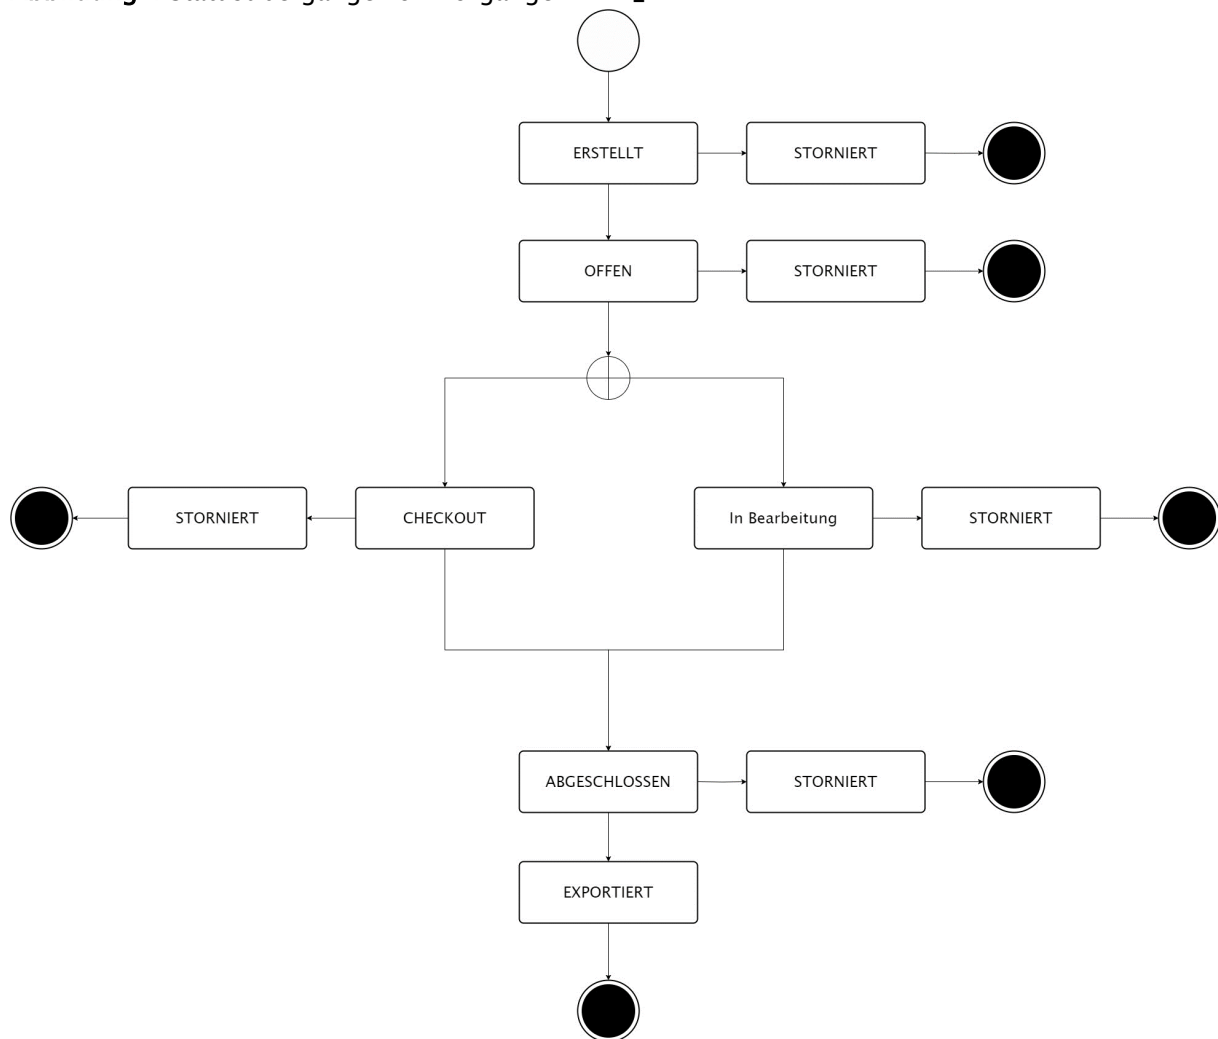 ERSTELLT
STORNIERT
OFFEN
STORNIERT
STORNIERT
CHECKOUT
In Bearbeitung
STORNIERT
ABGESCHLOSSEN
STORNIERT
EXPORTIERT